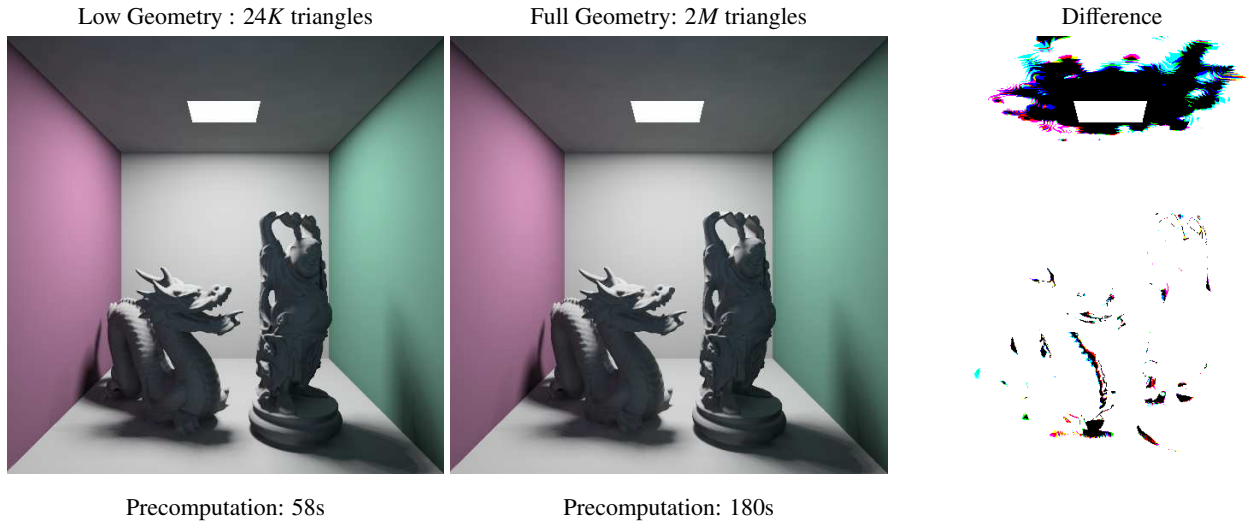 Low Geometry : 24K triangles
Full Geometry: 2M triangles
Difference
Precomputation: 58s
Precomputation: 180s